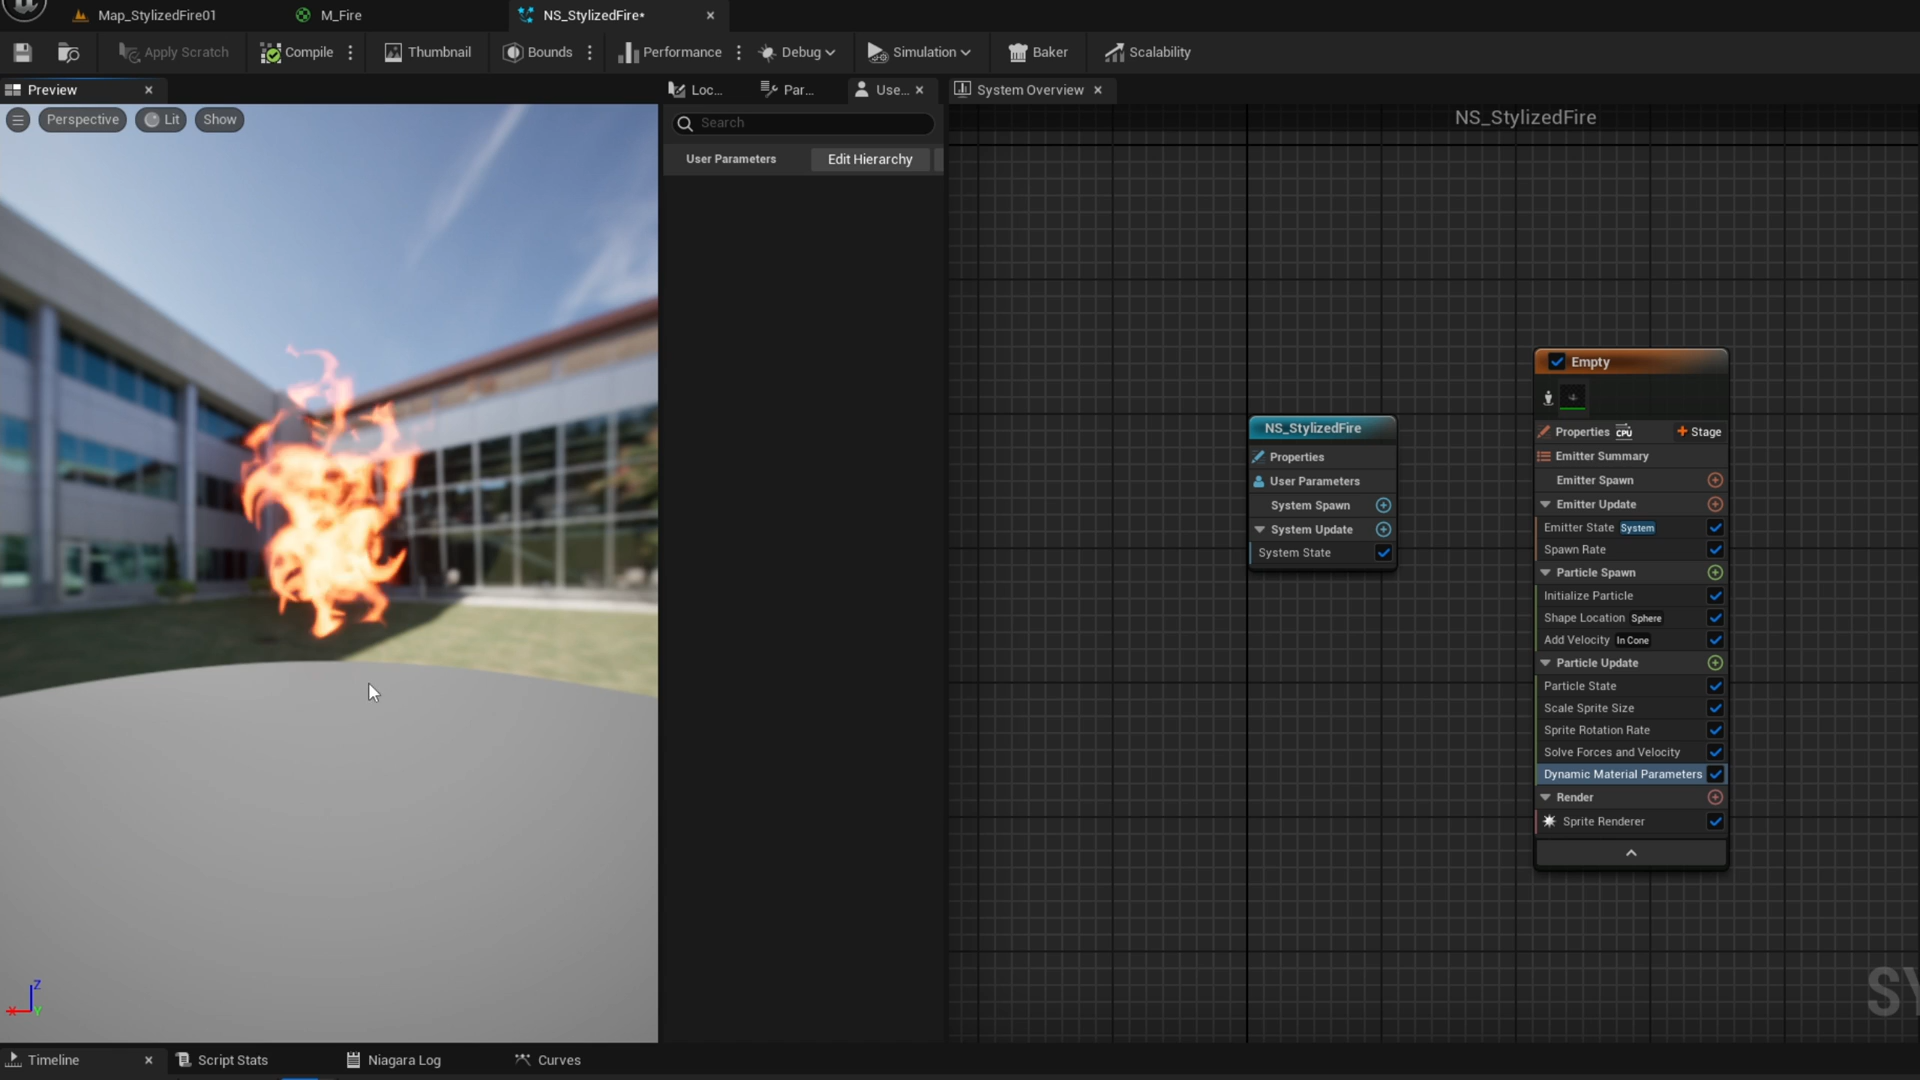 Map_StylizedFire01
M_Fire
NS_StylizedFire*
Apply Scratch
Compile
Thumbnail
Bounds
Performance
Debug
Simulation
Baker
Scalability
Preview
Loc...
Par...
Use...
System Overview
Perspective
Lit
Show
Search
NS_StylizedFire
User Parameters
Edit Hierarchy
Empty
Properties CPU
+ Stage
Emitter Summary
Emitter Spawn
Emitter Update
Emitter State System
Spawn Rate
Particle Spawn
Initialize Particle
Shape Location Sphere
Add Velocity In Cone
Particle Update
Particle State
Scale Sprite Size
Sprite Rotation Rate
Solve Forces and Velocity
Dynamic Material Parameters
Render
Sprite Renderer
NS_StylizedFire
Properties
User Parameters
System Spawn
System Update
System State
SY
Z
X
Y
Timeline
Script Stats
Niagara Log
Curves